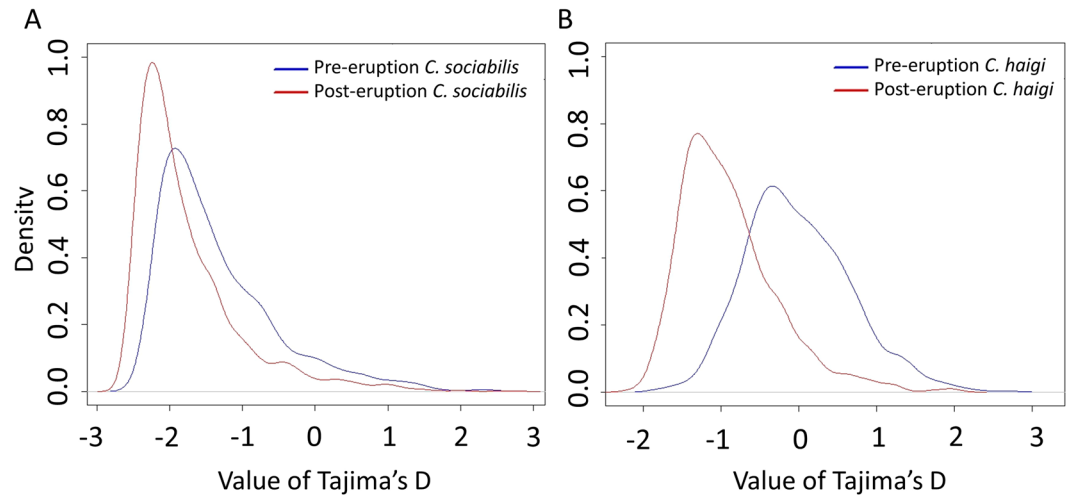 A
Pre-eruption C. sociabilis
Post-eruption C. sociabilis
Densitv
0.0 0.2 0.4 0.6 0.8 1.0
-3 -2 -1 0 1 2 3
Value of Tajima's D
B
Pre-eruption C. haigi
Post-eruption C. haigi
0.0 0.2 0.4 0.6 0.8 1.0
-2 -1 0 1 2 3
Value of Tajima's D